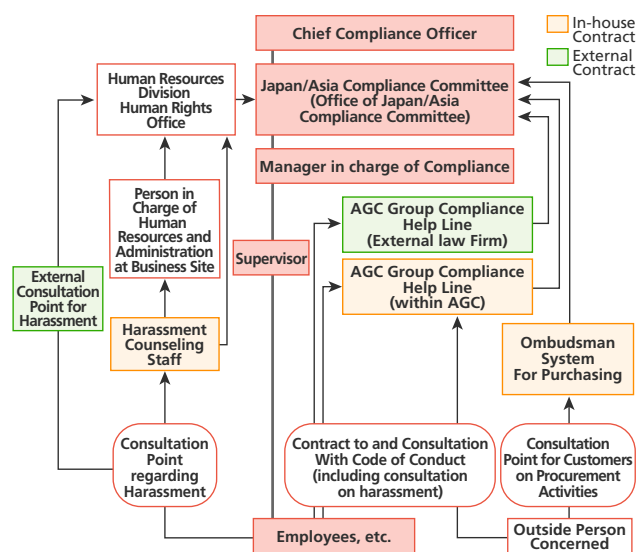 Chief Compliance Officer
In-house
Contract
External
Contract
Human Resources
Division
Human Rights
Office
Japan/Asia Compliance Committee
(Office of Japan/Asia
Compliance Committee)
Manager in charge of Compliance
Person in
Charge of
Human
Resources and
Administration
at Business Site
AGC Group Compliance
Help Line
(External law Firm)
Supervisor
External
Consultation
Point for
Harassment
AGC Group Compliance
Help Line
(within AGC)
Harassment
Counseling
Staff
Ombudsman
System
For Purchasing
Consultation
Point
regarding
Harassment
Contract to and Consultation
With Code of Conduct
(including consultation
on harassment)
Consultation
Point for Customers
on Procurement
Activities
Employees, etc.
Outside Person
Concerned